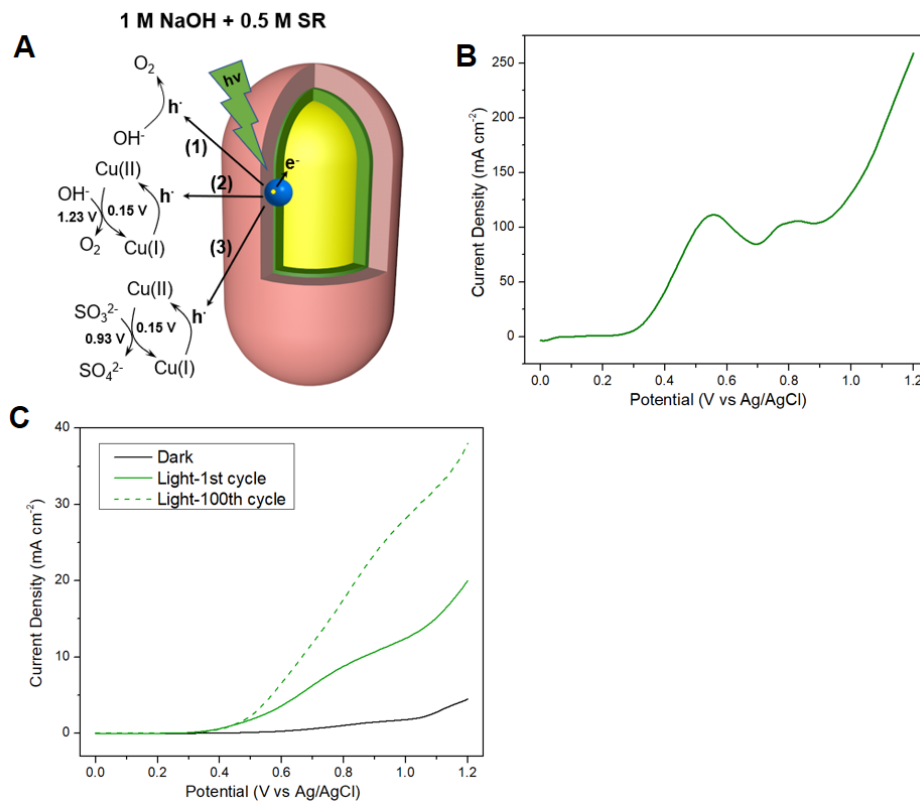 1 M NaOH + 0.5 M SR
A
O2
hv
h·
OH-
(1)
Cu(II)
e-
OH-
h·
(2)
1.23 V
0.15 V
O2
Cu(I)
(3)
Cu(II)
h·
SO3 2-
0.15 V
0.93 V
SO4 2-
Cu(I)
B
250
200
150
100
50
0
Current Density (mA cm-2)
0.0 0.2 0.4 0.6 0.8 1.0 1.2
Potential (V vs Ag/AgCl)
C
40
30
20
10
0
Current Density (mA cm-2)
Dark
Light-1st cycle
Light-100th cycle
0.0 0.2 0.4 0.6 0.8 1.0 1.2
Potential (V vs Ag/AgCl)